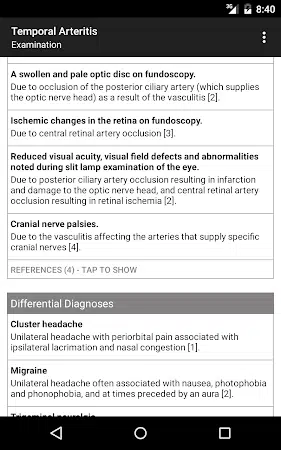 3G 8:40
Temporal Arteritis
Examination
A swollen and pale optic disc on fundoscopy.
Due to occlusion of the posterior ciliary artery (which supplies
the optic nerve head) as a result of the vasculitis [2].
Ischemic changes in the retina on fundoscopy.
Due to central retinal artery occlusion [3].
Reduced visual acuity, visual field defects and abnormalities
noted during slit lamp examination of the eye.
Due to posterior ciliary artery occlusion resulting in infarction
and damage to the optic nerve head, and central retinal artery
occlusion resulting in retinal ischemia [2].
Cranial nerve palsies.
Due to the vasculitis affecting the arteries that supply specific
cranial nerves [4].
REFERENCES (4) - TAP TO SHOW
Differential Diagnoses
Cluster headache
Unilateral headache with periorbital pain associated with
ipsilateral lacrimation and nasal congestion [1].
Migraine
Unilateral headache often associated with nausea, photophobia
and phonophobia, and at times preceded by an aura [2].
Trigeminal neuralgia